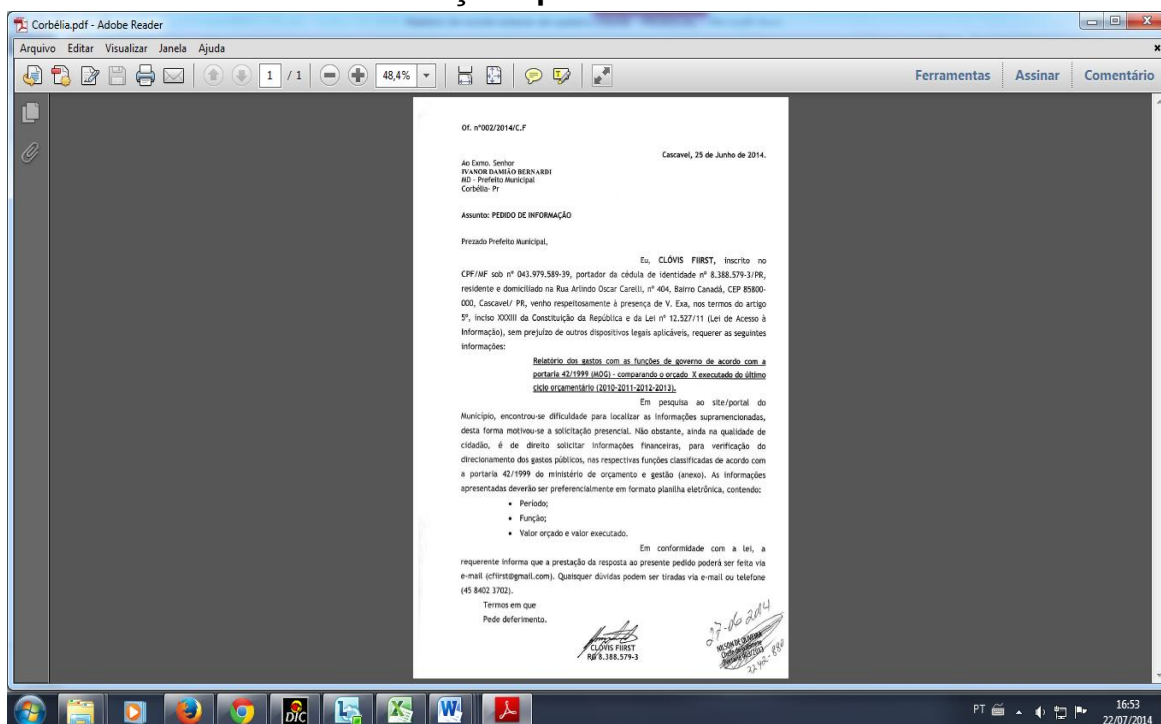 Corbélia.pdf - Adobe Reader
Arquivo Editar Visualizar Janela Ajuda
1 / 1 48,4% Ferramentas Assinar Comentário
Of. nº002/2014/C.F
Cascavel, 25 de Junho de 2014.
Ao Exmo. Senhor
IVANOR DAMIÃO BERNARDI
MD - Prefeito Municipal
Corbélia- Pr
Assunto: PEDIDO DE INFORMAÇÃO
Prezado Prefeito Municipal,
Eu, CLÓVIS FIIRST, inscrito no
CPF/MF sob nº 043.979.589-39, portador da cédula de identidade nº 8.388.579-3/PR,
residente e domiciliado na Rua Arlindo Oscar Carelli, nº 404, Bairro Canadá, CEP 85800-
000, Cascavel/ PR, venho respeitosamente à presença de V. Exa, nos termos do artigo
5º, inciso XXXIII da Constituição da República e da Lei nº 12.527/11 (Lei de Acesso à
Informação), sem prejuízo de outros dispositivos legais aplicáveis, requerer as seguintes
informações:
Relatório dos gastos com as funções de governo de acordo com a
portaria 42/1999 (MOG) - comparando o orçado X executado do último
ciclo orçamentário (2010-2011-2012-2013).
Em pesquisa ao site/portal do
Município, encontrou-se dificuldade para localizar as informações supramencionadas,
desta forma motivou-se a solicitação presencial. Não obstante, ainda na qualidade de
cidadão, é de direito solicitar informações financeiras, para verificação do
direcionamento dos gastos públicos, nas respectivas funções classificadas de acordo com
a portaria 42/1999 do ministério de orçamento e gestão (anexo). As informações
apresentadas deverão ser preferencialmente em formato planilha eletrônica, contendo:
• Período;
• Função;
• Valor orçado e valor executado.
Em conformidade com a lei, a
requerente informa que a prestação da resposta ao presente pedido poderá ser feita via
e-mail (cfiirst@gmail.com). Quaisquer dúvidas podem ser tiradas via e-mail ou telefone
(45 8402 3702).
Termos em que
Pede deferimento.
27-06 2014
CLÓVIS FIIRST
RG 8.388.579-3
NILSON DE OLIVEIRA
Chefe de Gabinete
2242-880
DIC
PT 16:53
22/07/2014